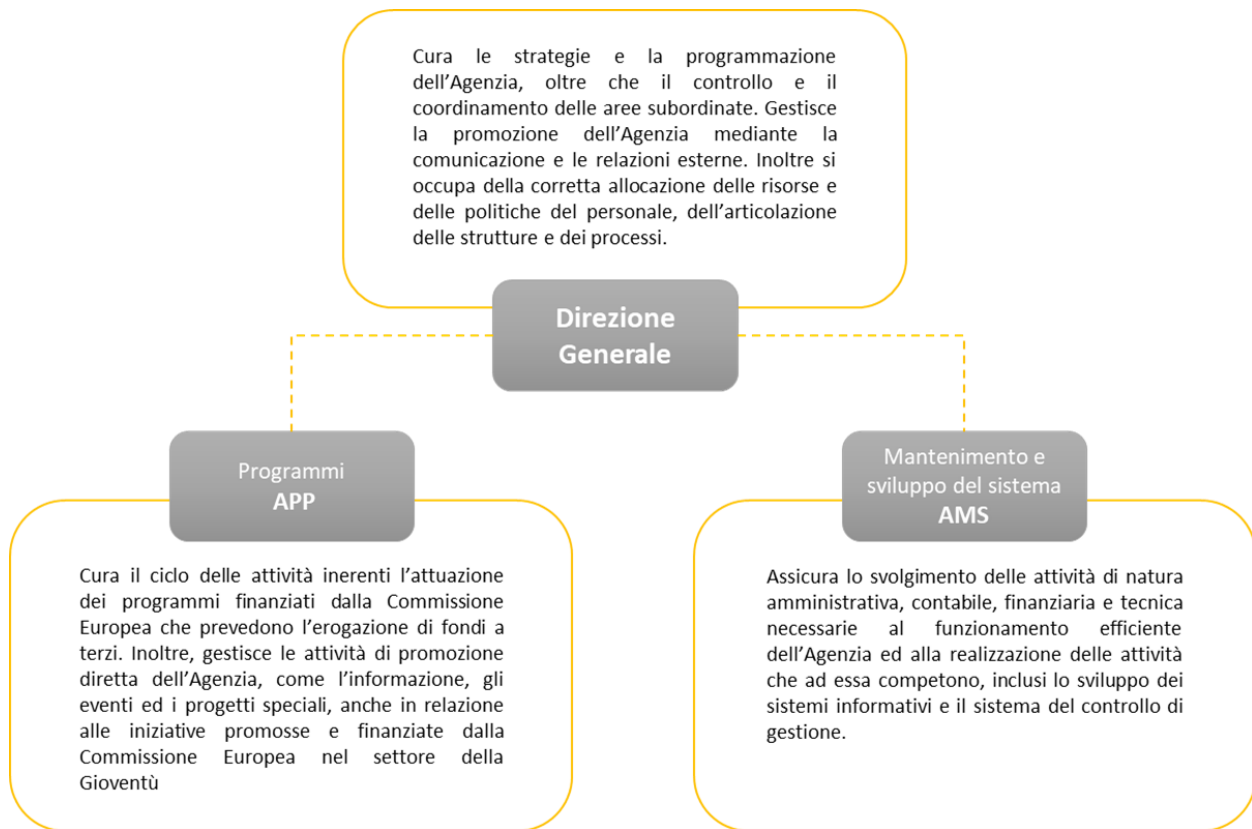 Cura le strategie e la programmazione
dell’Agenzia, oltre che il controllo e il
coordinamento delle aree subordinate. Gestisce
la promozione dell’Agenzia mediante la
comunicazione e le relazioni esterne. Inoltre si
occupa della corretta allocazione delle risorse e
delle politiche del personale, dell’articolazione
delle strutture e dei processi.
Direzione
Generale
Programmi
APP
Cura il ciclo delle attività inerenti l’attuazione
dei programmi finanziati dalla Commissione
Europea che prevedono l’erogazione di fondi a
terzi. Inoltre, gestisce le attività di promozione
diretta dell’Agenzia, come l’informazione, gli
eventi ed i progetti speciali, anche in relazione
alle iniziative promosse e finanziate dalla
Commissione Europea nel settore della
Gioventù
Mantenimento e
sviluppo del sistema
AMS
Assicura lo svolgimento delle attività di natura
amministrativa, contabile, finanziaria e tecnica
necessarie al funzionamento efficiente
dell’Agenzia ed alla realizzazione delle attività
che ad essa competono, inclusi lo sviluppo dei
sistemi informativi e il sistema del controllo di
gestione.